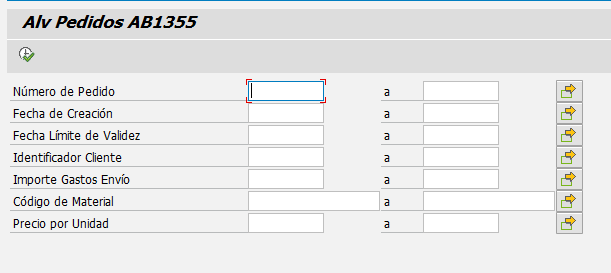 Alv Pedidos AB1355
Número de Pedido a
Fecha de Creación a
Fecha Límite de Validez a
Identificador Cliente a
Importe Gastos Envío a
Código de Material a
Precio por Unidad a